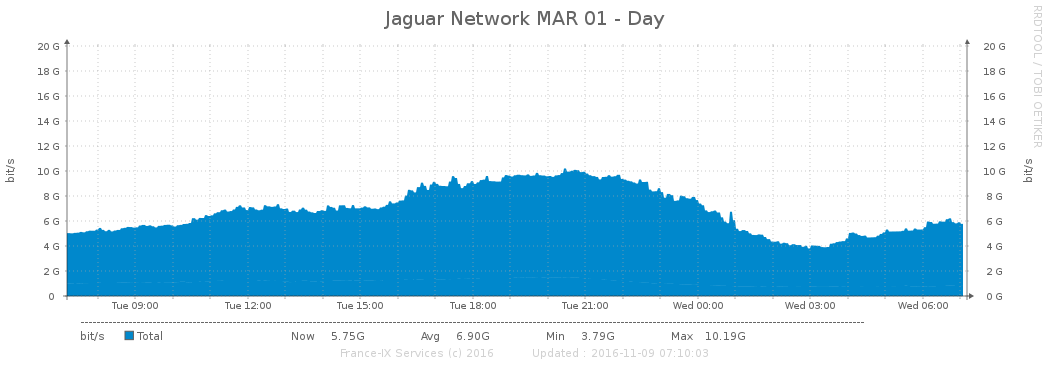 Jaguar Network MAR 01 - Day
RRDTOOL / TOBI OETIKER
20 G 20 G
18 G 18 G
16 G 16 G
14 G 14 G
12 G 12 G
10 G 10 G
8 G 8 G
6 G 6 G
4 G 4 G
2 G 2 G
0 0 G
bit/s
bit/s
Tue 09:00 Tue 12:00 Tue 15:00 Tue 18:00 Tue 21:00 Wed 00:00 Wed 03:00 Wed 06:00
bit/s Total Now 5.75G Avg 6.90G Min 3.79G Max 10.19G
France-IX Services (c) 2016 Updated : 2016-11-09 07:10:03